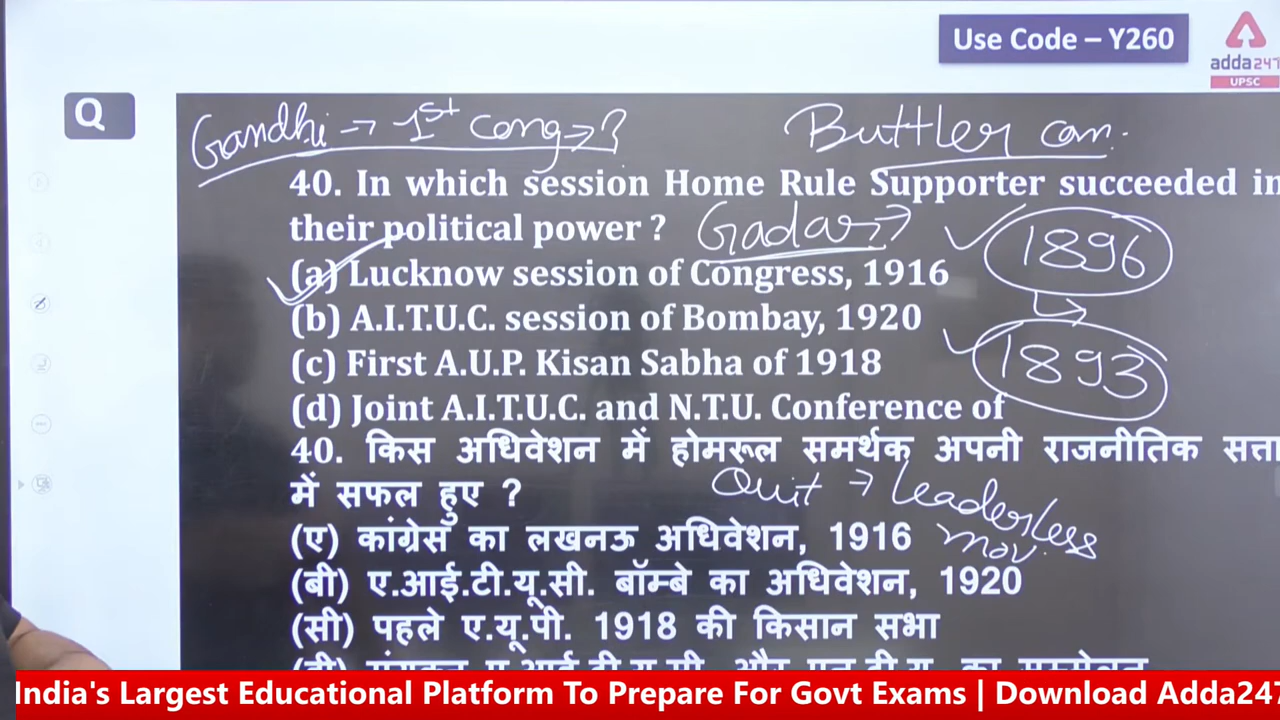 Use Code – Y260
adda247
UPSC
Q
Gandhi → 1st Cong → ?
Buttler com.
40. In which session Home Rule Supporter succeeded in
their political power ?
Gadar →
1896
(a) Lucknow session of Congress, 1916
(b) A.I.T.U.C. session of Bombay, 1920
1893
(c) First A.U.P. Kisan Sabha of 1918
(d) Joint A.I.T.U.C. and N.T.U. Conference of
40. किस अधिवेशन में होमरूल समर्थक अपनी राजनीतिक सत्ता
में सफल हुए ?
Quit → Leaderless
mov.
(ए) कांग्रेस का लखनऊ अधिवेशन, 1916
(बी) ए.आई.टी.यू.सी. बॉम्बे का अधिवेशन, 1920
(सी) पहले ए.यू.पी. 1918 की किसान सभा
India's Largest Educational Platform To Prepare For Govt Exams | Download Adda247